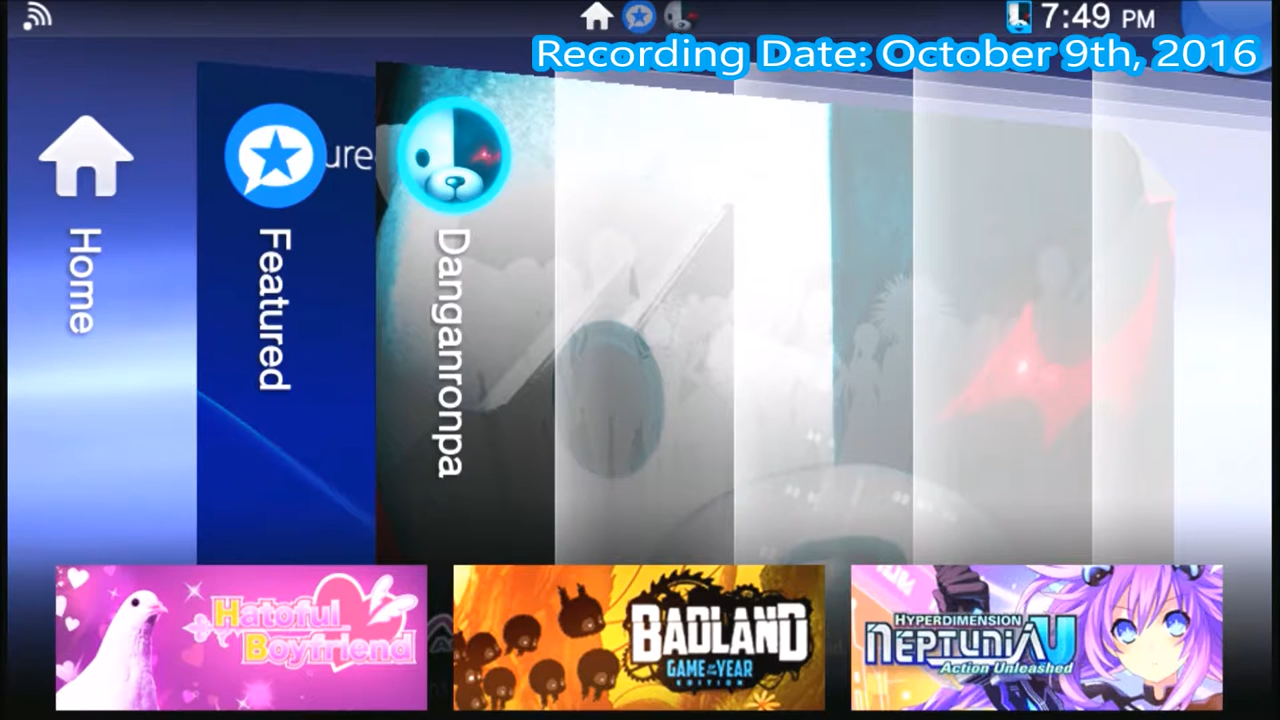 7:49 PM
Recording Date: October 9th, 2016
ure
Home
Featured
Danganronpa
Hatoful
Boyfriend
BADLAND
GAME OF THE YEAR
EDITION
HYPERDIMENSION
NEPTUNIA U
Action Unleashed